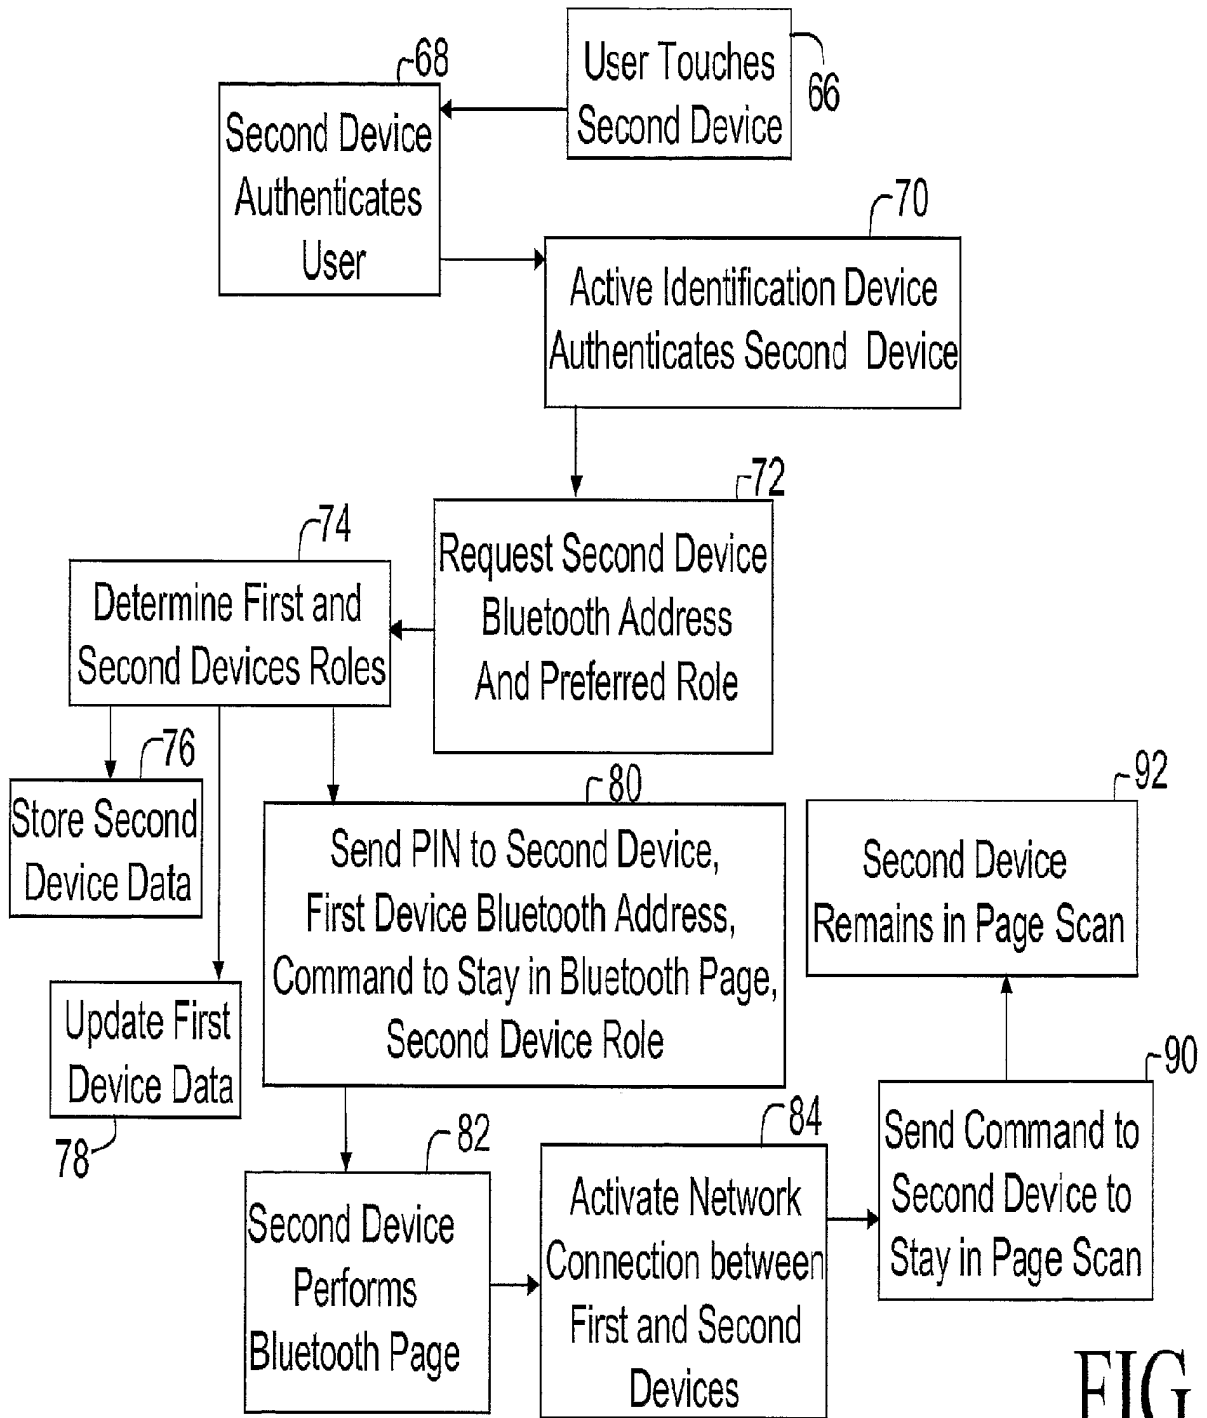 66
User Touches
Second Device
68
Second Device
Authenticates
User
70
Active Identification Device
Authenticates Second Device
72
Request Second Device
Bluetooth Address
And Preferred Role
74
Determine First and
Second Devices Roles
76
Store Second
Device Data
78
Update First
Device Data
80
Send PIN to Second Device,
First Device Bluetooth Address,
Command to Stay in Bluetooth Page,
Second Device Role
82
Second Device
Performs
Bluetooth Page
84
Activate Network
Connection between
First and Second
Devices
90
Send Command to
Second Device to
Stay in Page Scan
92
Second Device
Remains in Page Scan
FIG